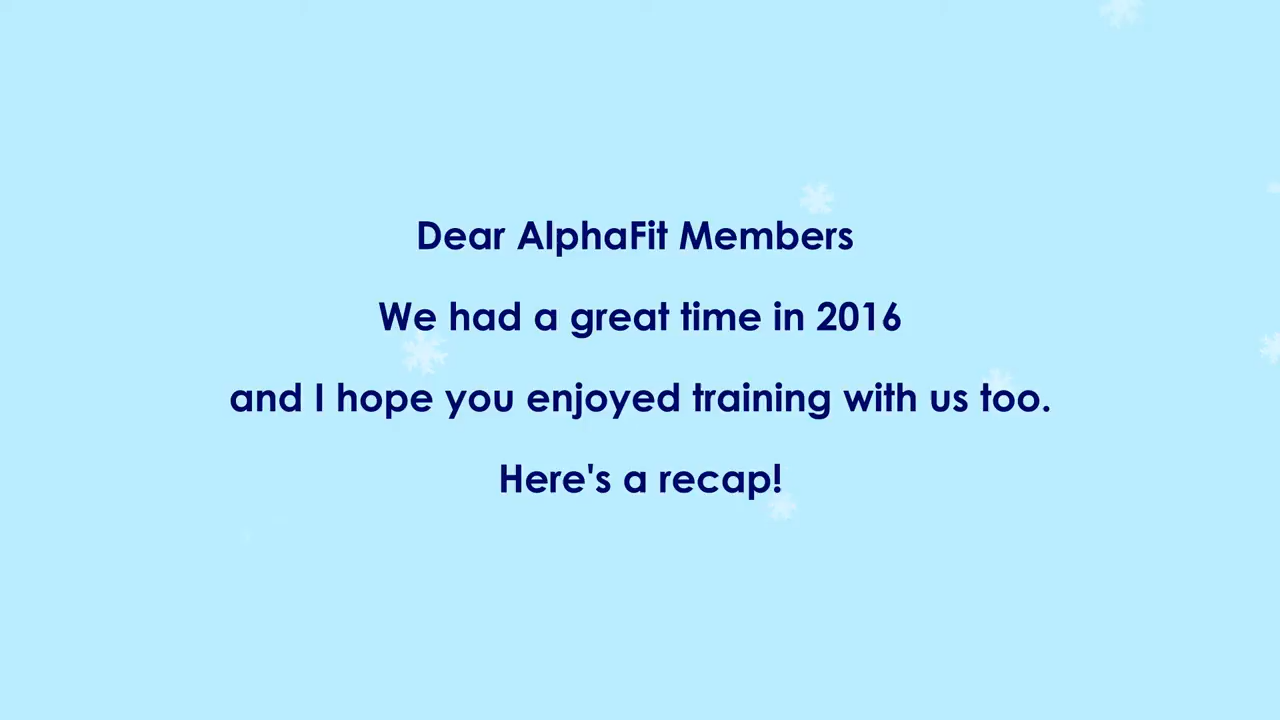 Dear AlphaFit Members
We had a great time in 2016
and I hope you enjoyed training with us too.
Here's a recap!